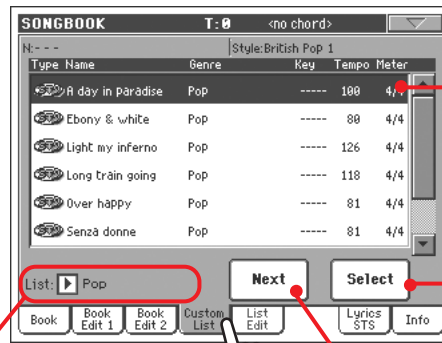 SONGBOOK T:0 <no chord>
N:--- Style:British Pop 1
Type Name Genre Key Tempo Meter
A day in paradise Pop ----- 100 4/4
Ebony & white Pop ----- 80 4/4
Light my inferno Pop ----- 126 4/4
Long train going Pop ----- 118 4/4
Over happy Pop ----- 81 4/4
Senza donne Pop ----- 81 4/4
List: Pop Next Select
Book Book Edit 1 Book Edit 2 Custom List List Edit Lyrics STS Info